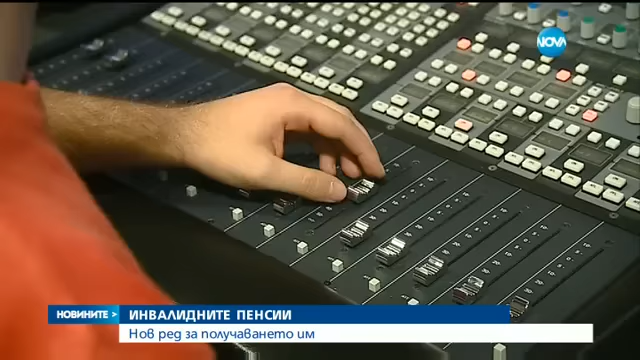 NOVA
НОВИНИТЕ >
ИНВАЛИДНИТЕ ПЕНСИИ
НОВ РЕД ЗА ПОЛУЧАВАНЕТО ИМ